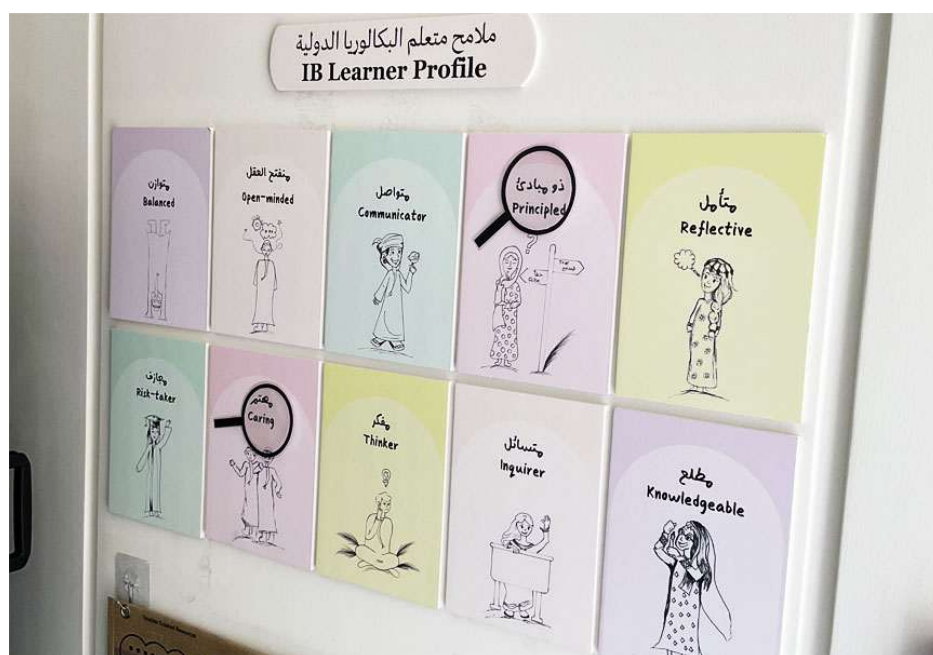 ملامح متعلم البكالوريا الدولية
IB Learner Profile
متوازن
Balanced
منفتح العقل
Open-minded
متواصل
Communicator
ذو مبادئ
Principled
متأمل
Reflective
مجازف
Risk-taker
مهتم
Caring
مفكر
Thinker
متسائل
Inquirer
مطلع
Knowledgeable